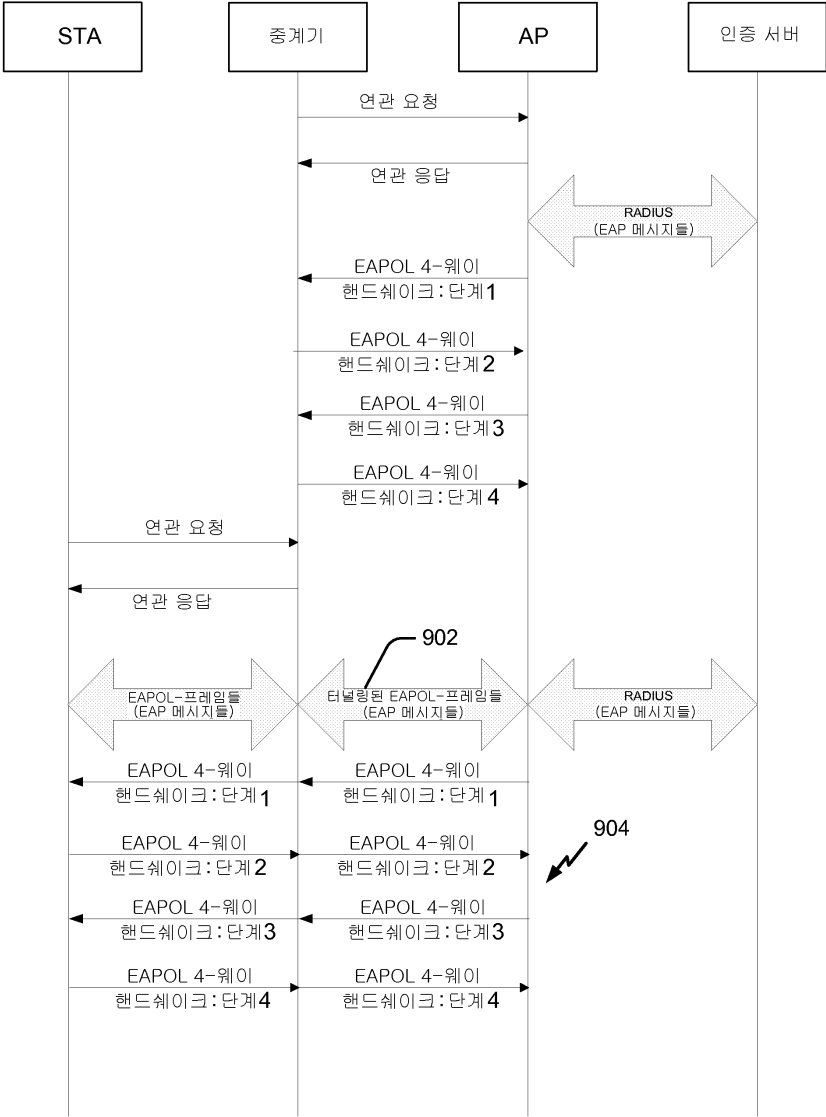 STA
중계기
AP
인증 서버
연관 요청
연관 응답
RADIUS
(EAP 메시지들)
EAPOL 4-웨이
핸드쉐이크:단계1
EAPOL 4-웨이
핸드쉐이크:단계2
EAPOL 4-웨이
핸드쉐이크:단계3
EAPOL 4-웨이
핸드쉐이크:단계4
연관 요청
연관 응답
902
EAPOL-프레임들
(EAP 메시지들)
터널링된 EAPOL-프레임들
(EAP 메시지들)
RADIUS
(EAP 메시지들)
EAPOL 4-웨이
핸드쉐이크:단계1
EAPOL 4-웨이
핸드쉐이크:단계1
904
EAPOL 4-웨이
핸드쉐이크:단계2
EAPOL 4-웨이
핸드쉐이크:단계2
EAPOL 4-웨이
핸드쉐이크:단계3
EAPOL 4-웨이
핸드쉐이크:단계3
EAPOL 4-웨이
핸드쉐이크:단계4
EAPOL 4-웨이
핸드쉐이크:단계4